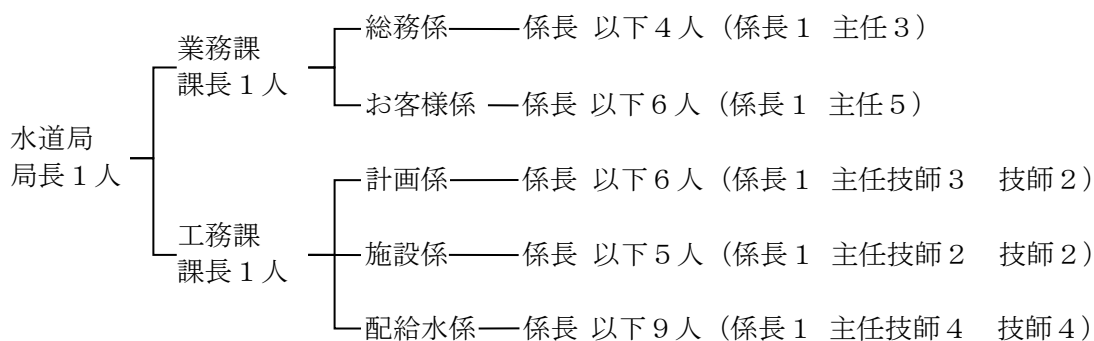 水道局
局長１人
業務課
課長１人
総務係 係長 以下４人（係長１ 主任３）
お客様係 係長 以下６人（係長１ 主任５）
工務課
課長１人
計画係 係長 以下６人（係長１ 主任技師３ 技師２）
施設係 係長 以下５人（係長１ 主任技師２ 技師２）
配給水係 係長 以下９人（係長１ 主任技師４ 技師４）